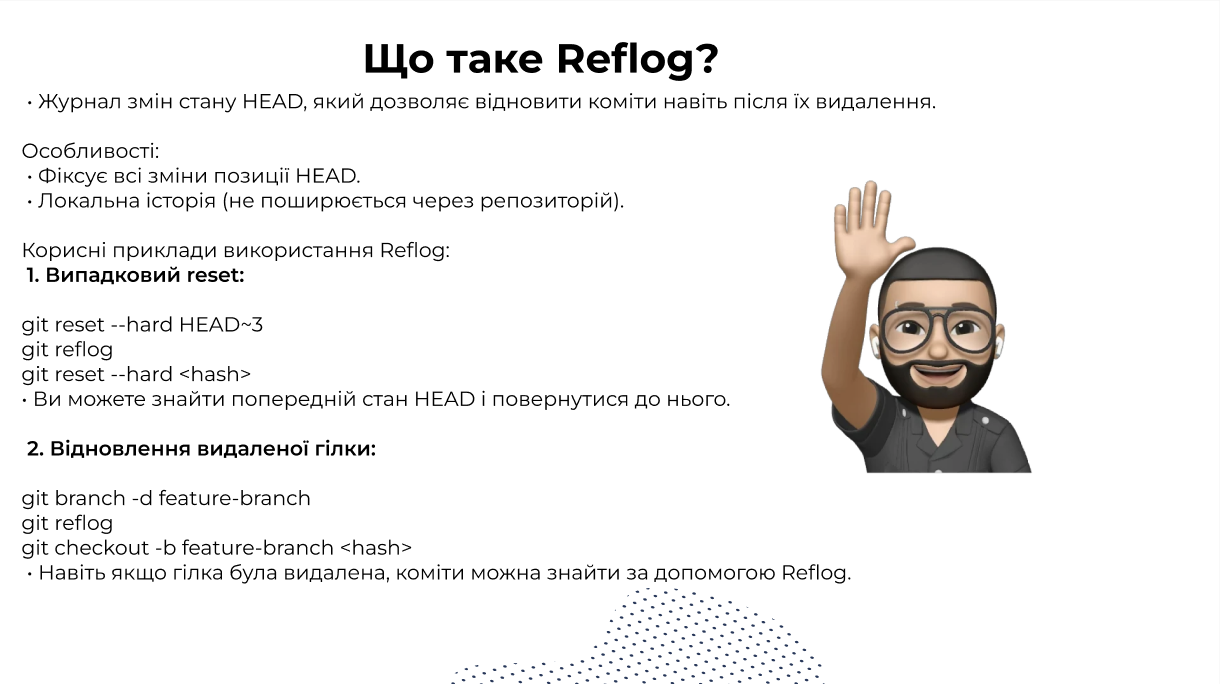 Що таке Reflog?
• Журнал змін стану HEAD, який дозволяє відновити коміти навіть після їх видалення.
Особливості:
• Фіксує всі зміни позиції HEAD.
• Локальна історія (не поширюється через репозиторій).
Корисні приклади використання Reflog:
1. Випадковий reset:
git reset --hard HEAD~3
git reflog
git reset --hard <hash>
• Ви можете знайти попередній стан HEAD і повернутися до нього.
2. Відновлення видаленої гілки:
git branch -d feature-branch
git reflog
git checkout -b feature-branch <hash>
• Навіть якщо гілка була видалена, коміти можна знайти за допомогою Reflog.